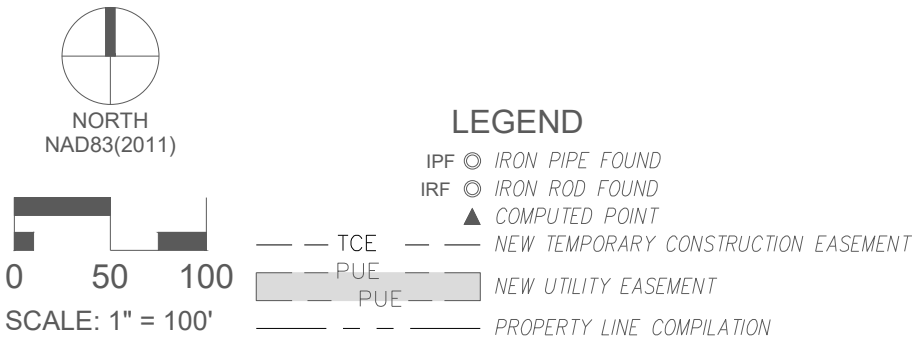 NORTH
NAD83(2011)
0 50 100
SCALE: 1" = 100'
LEGEND
IPF IRON PIPE FOUND
IRF IRON ROD FOUND
COMPUTED POINT
TCE NEW TEMPORARY CONSTRUCTION EASEMENT
PUE
NEW UTILITY EASEMENT
PUE
PROPERTY LINE COMPILATION